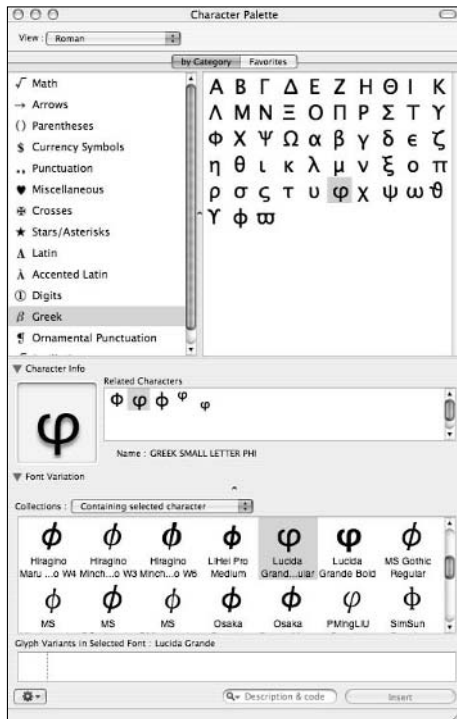 Character Palette
View : Roman
by Category Favorites
√ Math
→ Arrows
() Parentheses
$ Currency Symbols
., Punctuation
♥ Miscellaneous
✠ Crosses
★ Stars/Asterisks
A Latin
À Accented Latin
① Digits
β Greek
¶ Ornamental Punctuation
Α Β Γ Δ Ε Ζ Η Θ Ι Κ
Λ Μ Ν Ξ Ο Π Ρ Σ Τ Υ
Φ Χ Ψ Ω α β γ δ ϵ ζ
η θ ι κ λ μ ν ξ ο π
ρ σ ς τ υ φ χ ψ ω ϑ
ϒ ϕ ϖ
Character Info
φ
Related Characters
Φ φ ϕ ᵠ ᵩ
Name : GREEK SMALL LETTER PHI
Font Variation
Collections : Containing selected character
φ φ φ φ φ φ φ
Hiragino Hiragino Hiragino LiHei Pro Lucida Lucida MS Gothic
Maru ...o W4 Minch...o W3 Minch...o W6 Medium Grand...ular Grande Bold Regular
φ φ φ φ φ φ φ
MS MS MS Osaka Osaka PMingLiU SimSun
Glyph Variants in Selected Font : Lucida Grande
Description & code Insert